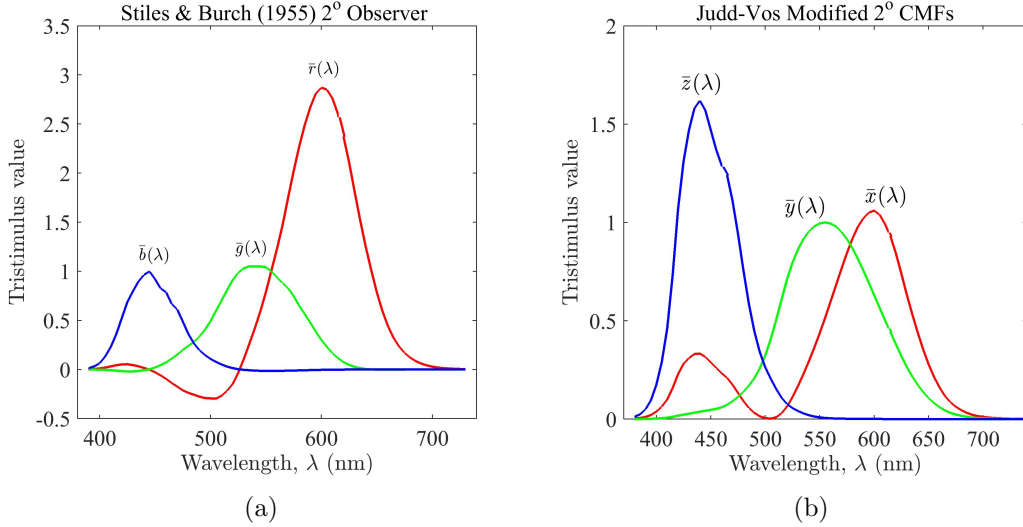 Stiles & Burch (1955) 2° Observer
3.5
3
2.5
2
1.5
1
0.5
0
-0.5
400 500 600 700
Tristimulus value
Wavelength, λ (nm)
b̄(λ)
ḡ(λ)
r̄(λ)
(a)
Judd-Vos Modified 2° CMFs
2
1.5
1
0.5
0
400 450 500 550 600 650 700
Tristimulus value
Wavelength, λ (nm)
z̄(λ)
ȳ(λ)
x̄(λ)
(b)